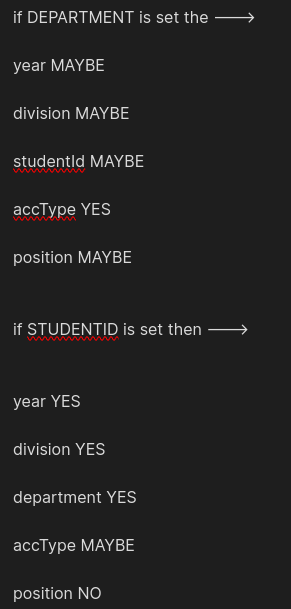 if DEPARTMENT is set the ⟶
year MAYBE
division MAYBE
studentId MAYBE
accType YES
position MAYBE
if STUDENTID is set then ⟶
year YES
division YES
department YES
accType MAYBE
position NO